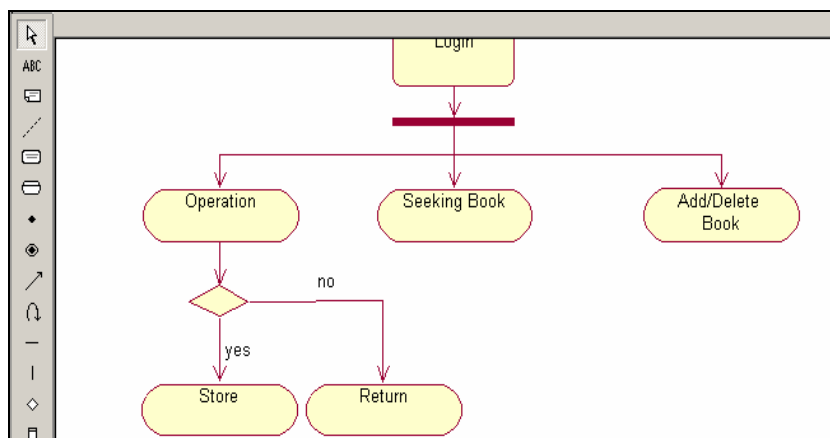 Login
ABC
Operation
Seeking Book
Add/Delete
Book
no
yes
Store
Return